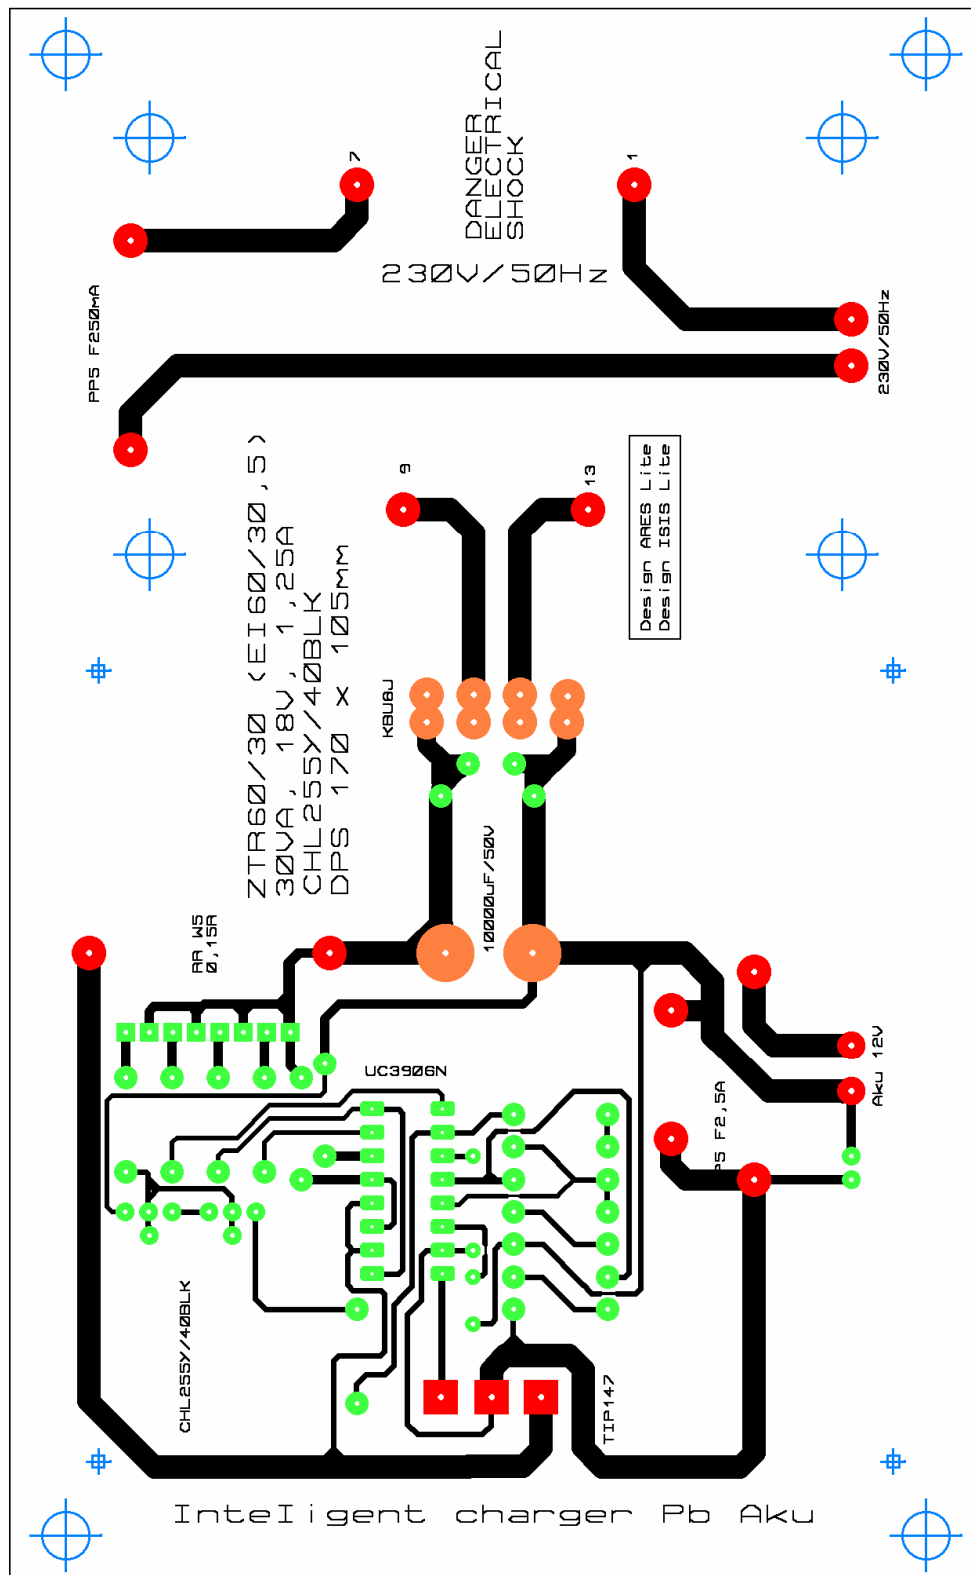 7
1
DANGER
ELECTRICAL
SHOCK
230V/50Hz
PP5 F250mA
230V/50Hz
9
13
ZTR60/30 (EI60/30,5)
30VA, 18V, 1,25A
CHL255Y/40BLK
DPS 170 x 105mm
Design ARES Lite
Design ISIS Lite
KBU8J
10000uF/50V
RR W5
0,15R
UC3906N
Aku 12V
P5 F2,5A
CHL255Y/40BLK
TIP147
InteIigent charger Pb Aku